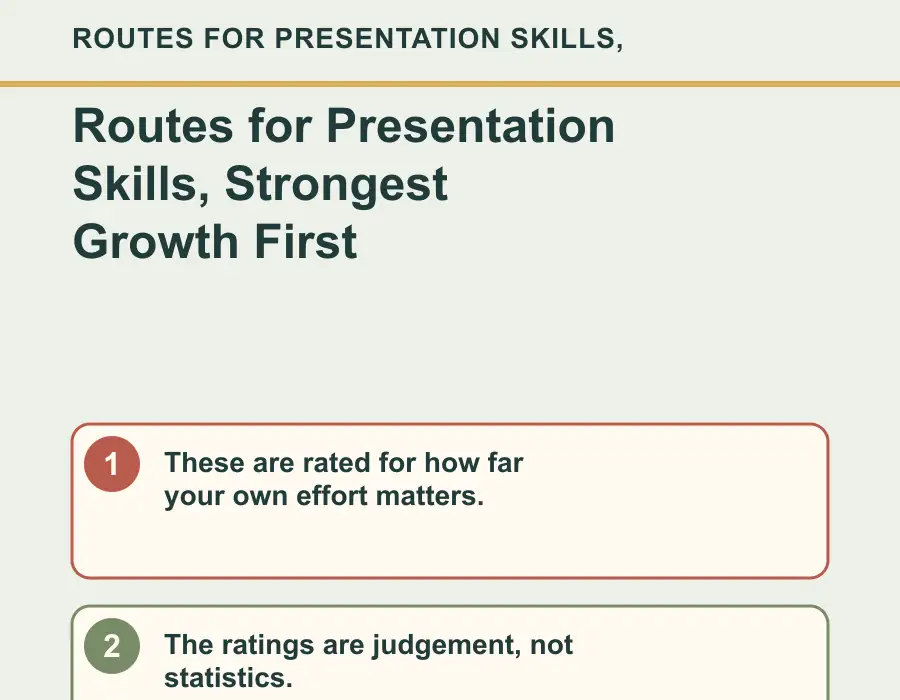 ROUTES FOR PRESENTATION SKILLS,
Routes for Presentation
Skills, Strongest
Growth First
1
These are rated for how far
your own effort matters.
2
The ratings are judgement, not
statistics.